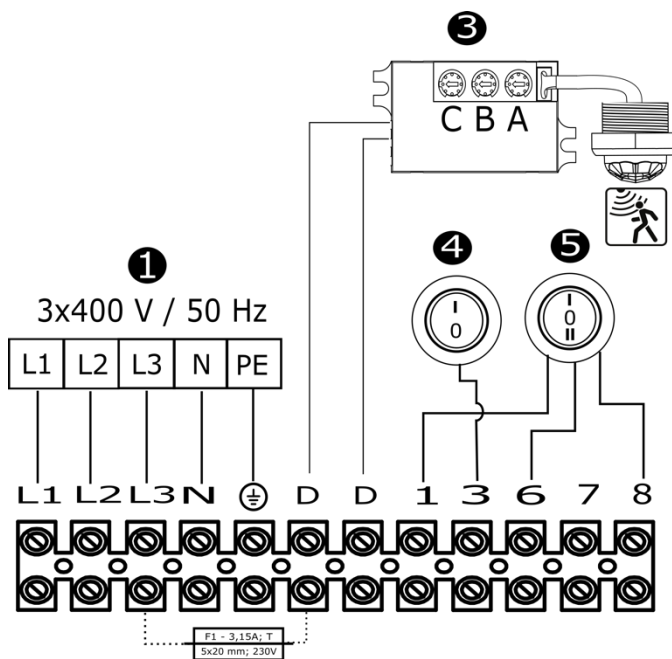 3
C B A
1
3x400 V / 50 Hz
L1 L2 L3 N PE
4
I
0
5
I
0
II
L1 L2 L3 N D D 1 3 6 7 8
F1 - 3,15A; T
5x20 mm; 230V